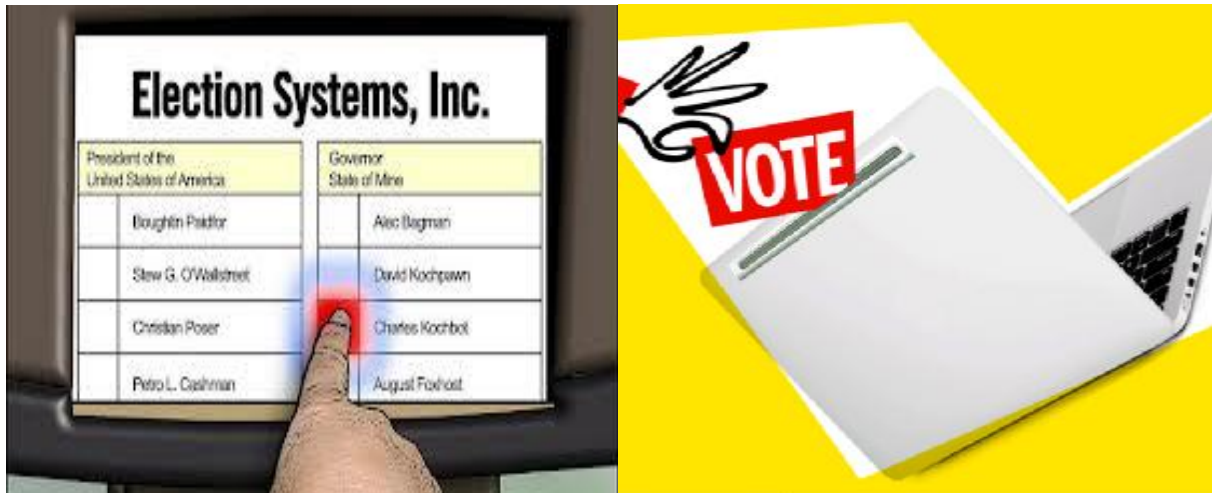 Election Systems, Inc.
President of the
United States of America
Governor
State of Mine
Boughtin Paidfor
Alec Bagman
Stew G. O'Wallstreet
David Kochpawn
Christian Poser
Charles Kochbot
Petro L. Cashman
August Foxhost
VOTE